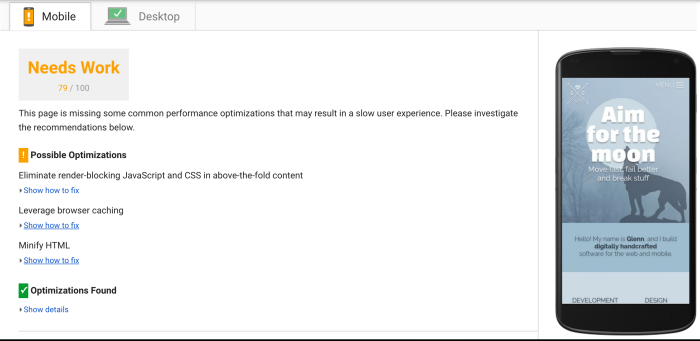 Mobile
Desktop
Needs Work
79 / 100
This page is missing some common performance optimizations that may result in a slow user experience. Please investigate
the recommendations below.
! Possible Optimizations
Eliminate render-blocking JavaScript and CSS in above-the-fold content
Show how to fix
Leverage browser caching
Show how to fix
Minify HTML
Show how to fix
Optimizations Found
Show details
MENU
Aim
for the
moon
Move fast, fail better
and break stuff
Hello! My name is Glenn, and I build
digitally handcrafted
software for the web and mobile.
DEVELOPMENT
DESIGN